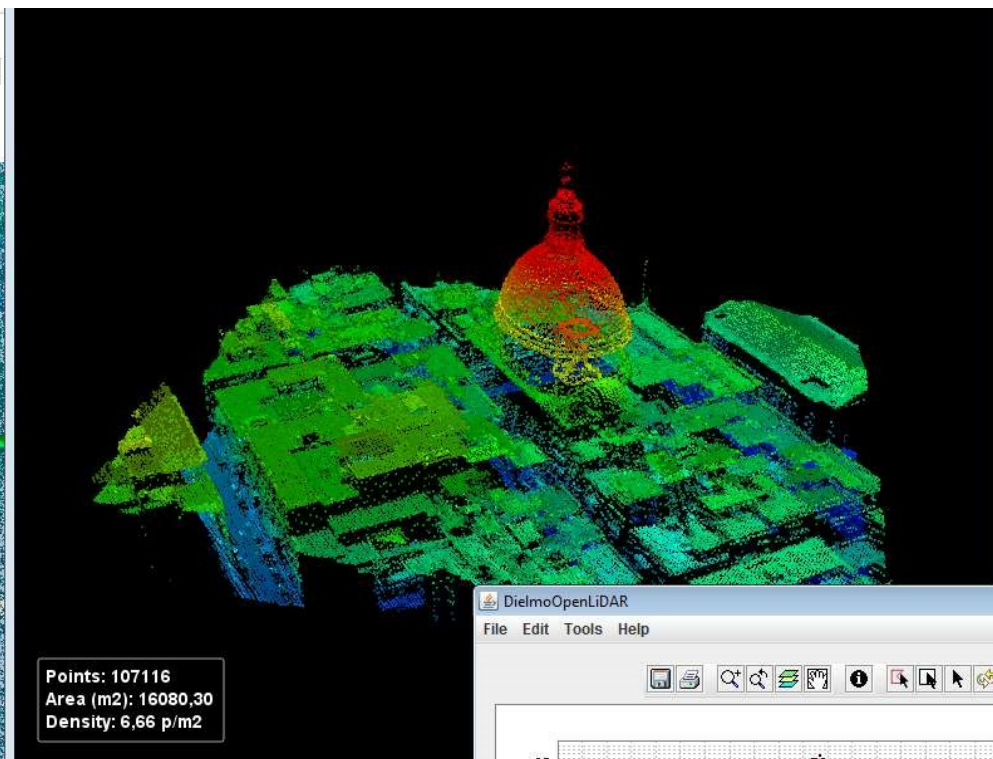 Points: 107116
Area (m2): 16080,30
Density: 6,66 p/m2
DielmoOpenLiDAR
File Edit Tools Help